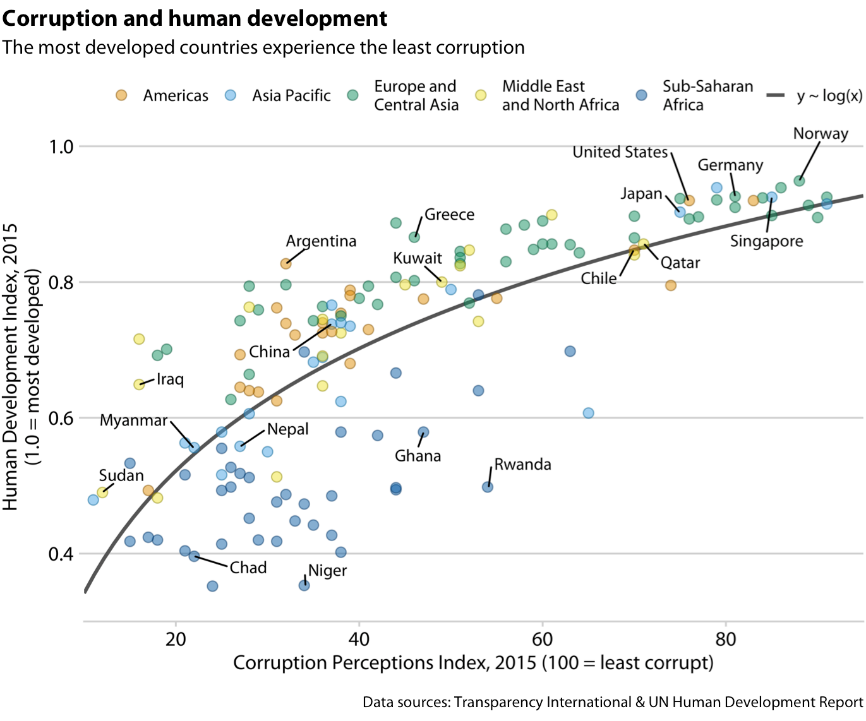 Corruption and human development
The most developed countries experience the least corruption
Americas
Asia Pacific
Europe and
Central Asia
Middle East
and North Africa
Sub-Saharan
Africa
y ~ log(x)
Human Development Index, 2015
(1.0 = most developed)
1.0
0.8
0.6
0.4
Norway
United States
Germany
Japan
Singapore
Greece
Argentina
Kuwait
Qatar
Chile
China
Iraq
Myanmar
Nepal
Ghana
Rwanda
Sudan
Chad
Niger
20
40
60
80
Corruption Perceptions Index, 2015 (100 = least corrupt)
Data sources: Transparency International & UN Human Development Report